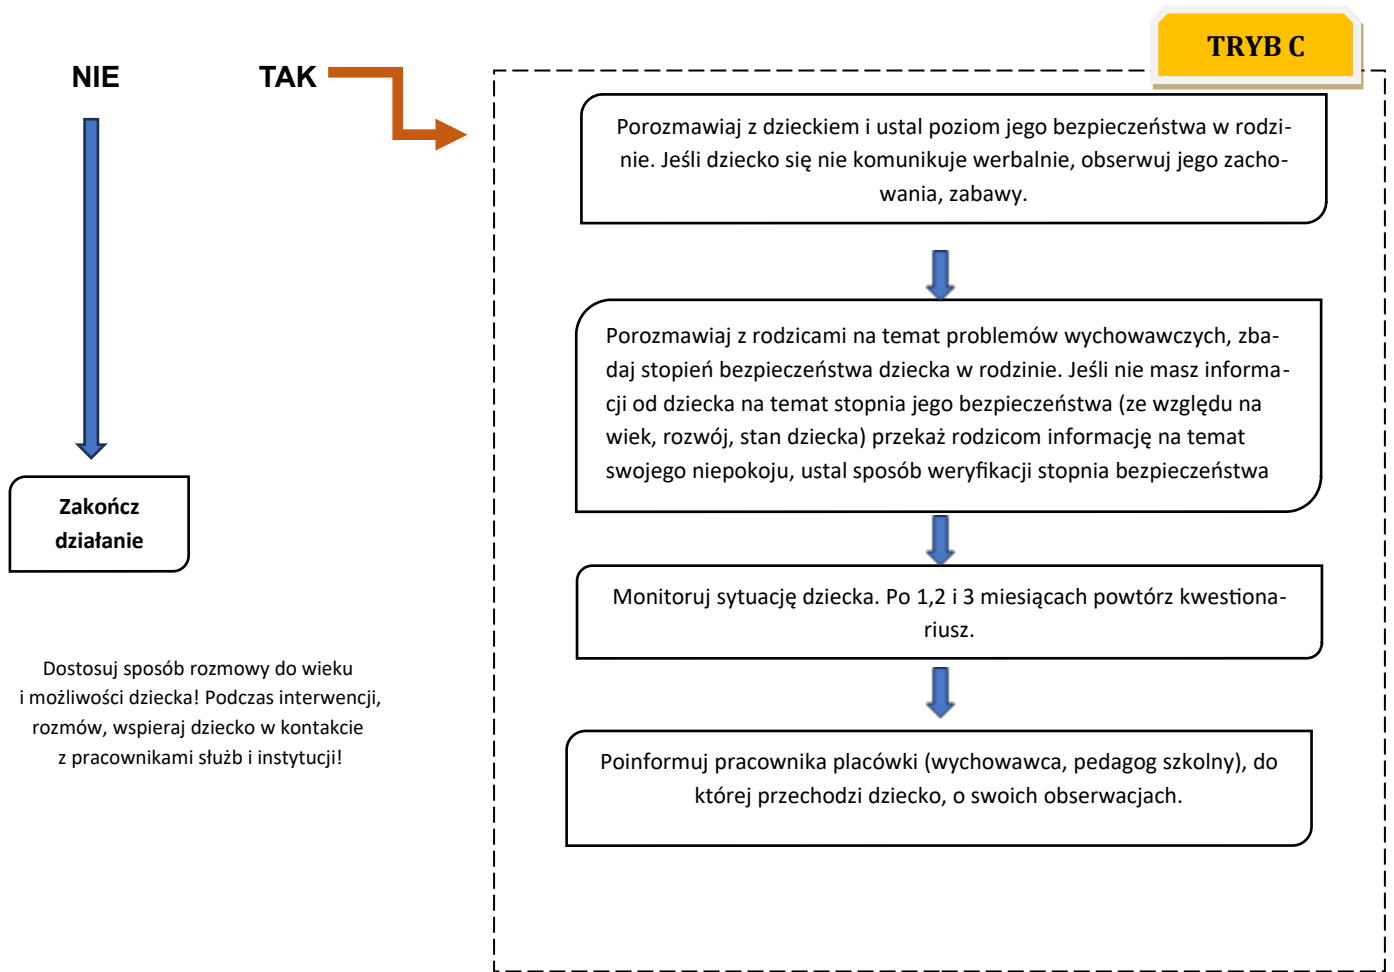 TRYB C
NIE
TAK
Porozmawiaj z dzieckiem i ustal poziom jego bezpieczeństwa w rodzi-
nie. Jeśli dziecko się nie komunikuje werbalnie, obserwuj jego zacho-
wania, zabawy.
Porozmawiaj z rodzicami na temat problemów wychowawczych, zba-
daj stopień bezpieczeństwa dziecka w rodzinie. Jeśli nie masz informa-
cji od dziecka na temat stopnia jego bezpieczeństwa (ze względu na
wiek, rozwój, stan dziecka) przekaż rodzicom informację na temat
swojego niepokoju, ustal sposób weryfikacji stopnia bezpieczeństwa
Zakończ
działanie
Monitoruj sytuację dziecka. Po 1,2 i 3 miesiącach powtórz kwestiona-
riusz.
Dostosuj sposób rozmowy do wieku
i możliwości dziecka! Podczas interwencji,
rozmów, wspieraj dziecko w kontakcie
z pracownikami służb i instytucji!
Poinformuj pracownika placówki (wychowawca, pedagog szkolny), do
której przechodzi dziecko, o swoich obserwacjach.